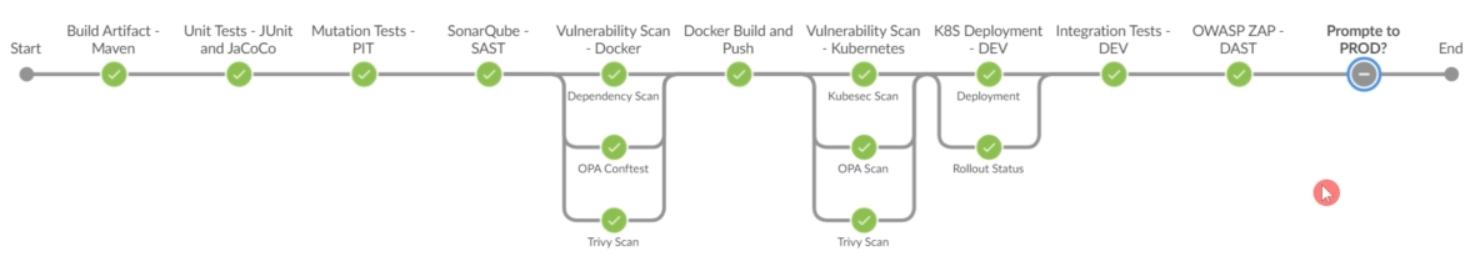 Start
Build Artifact -
Maven
Unit Tests - JUnit
and JaCoCo
Mutation Tests -
PIT
SonarQube -
SAST
Vulnerability Scan
- Docker
Docker Build and
Push
Vulnerability Scan
- Kubernetes
K8S Deployment
- DEV
Integration Tests -
DEV
OWASP ZAP -
DAST
Prompte to
PROD?
End
Dependency Scan
OPA Conftest
Trivy Scan
Kubesec Scan
OPA Scan
Trivy Scan
Deployment
Rollout Status